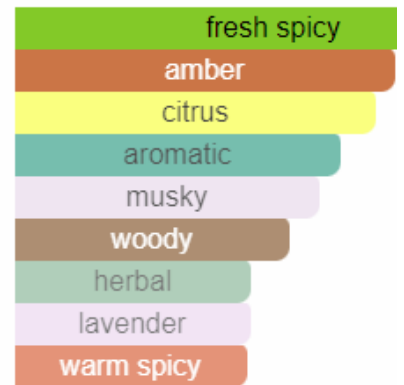 fresh spicy
amber
citrus
aromatic
musky
woody
herbal
lavender
warm spicy